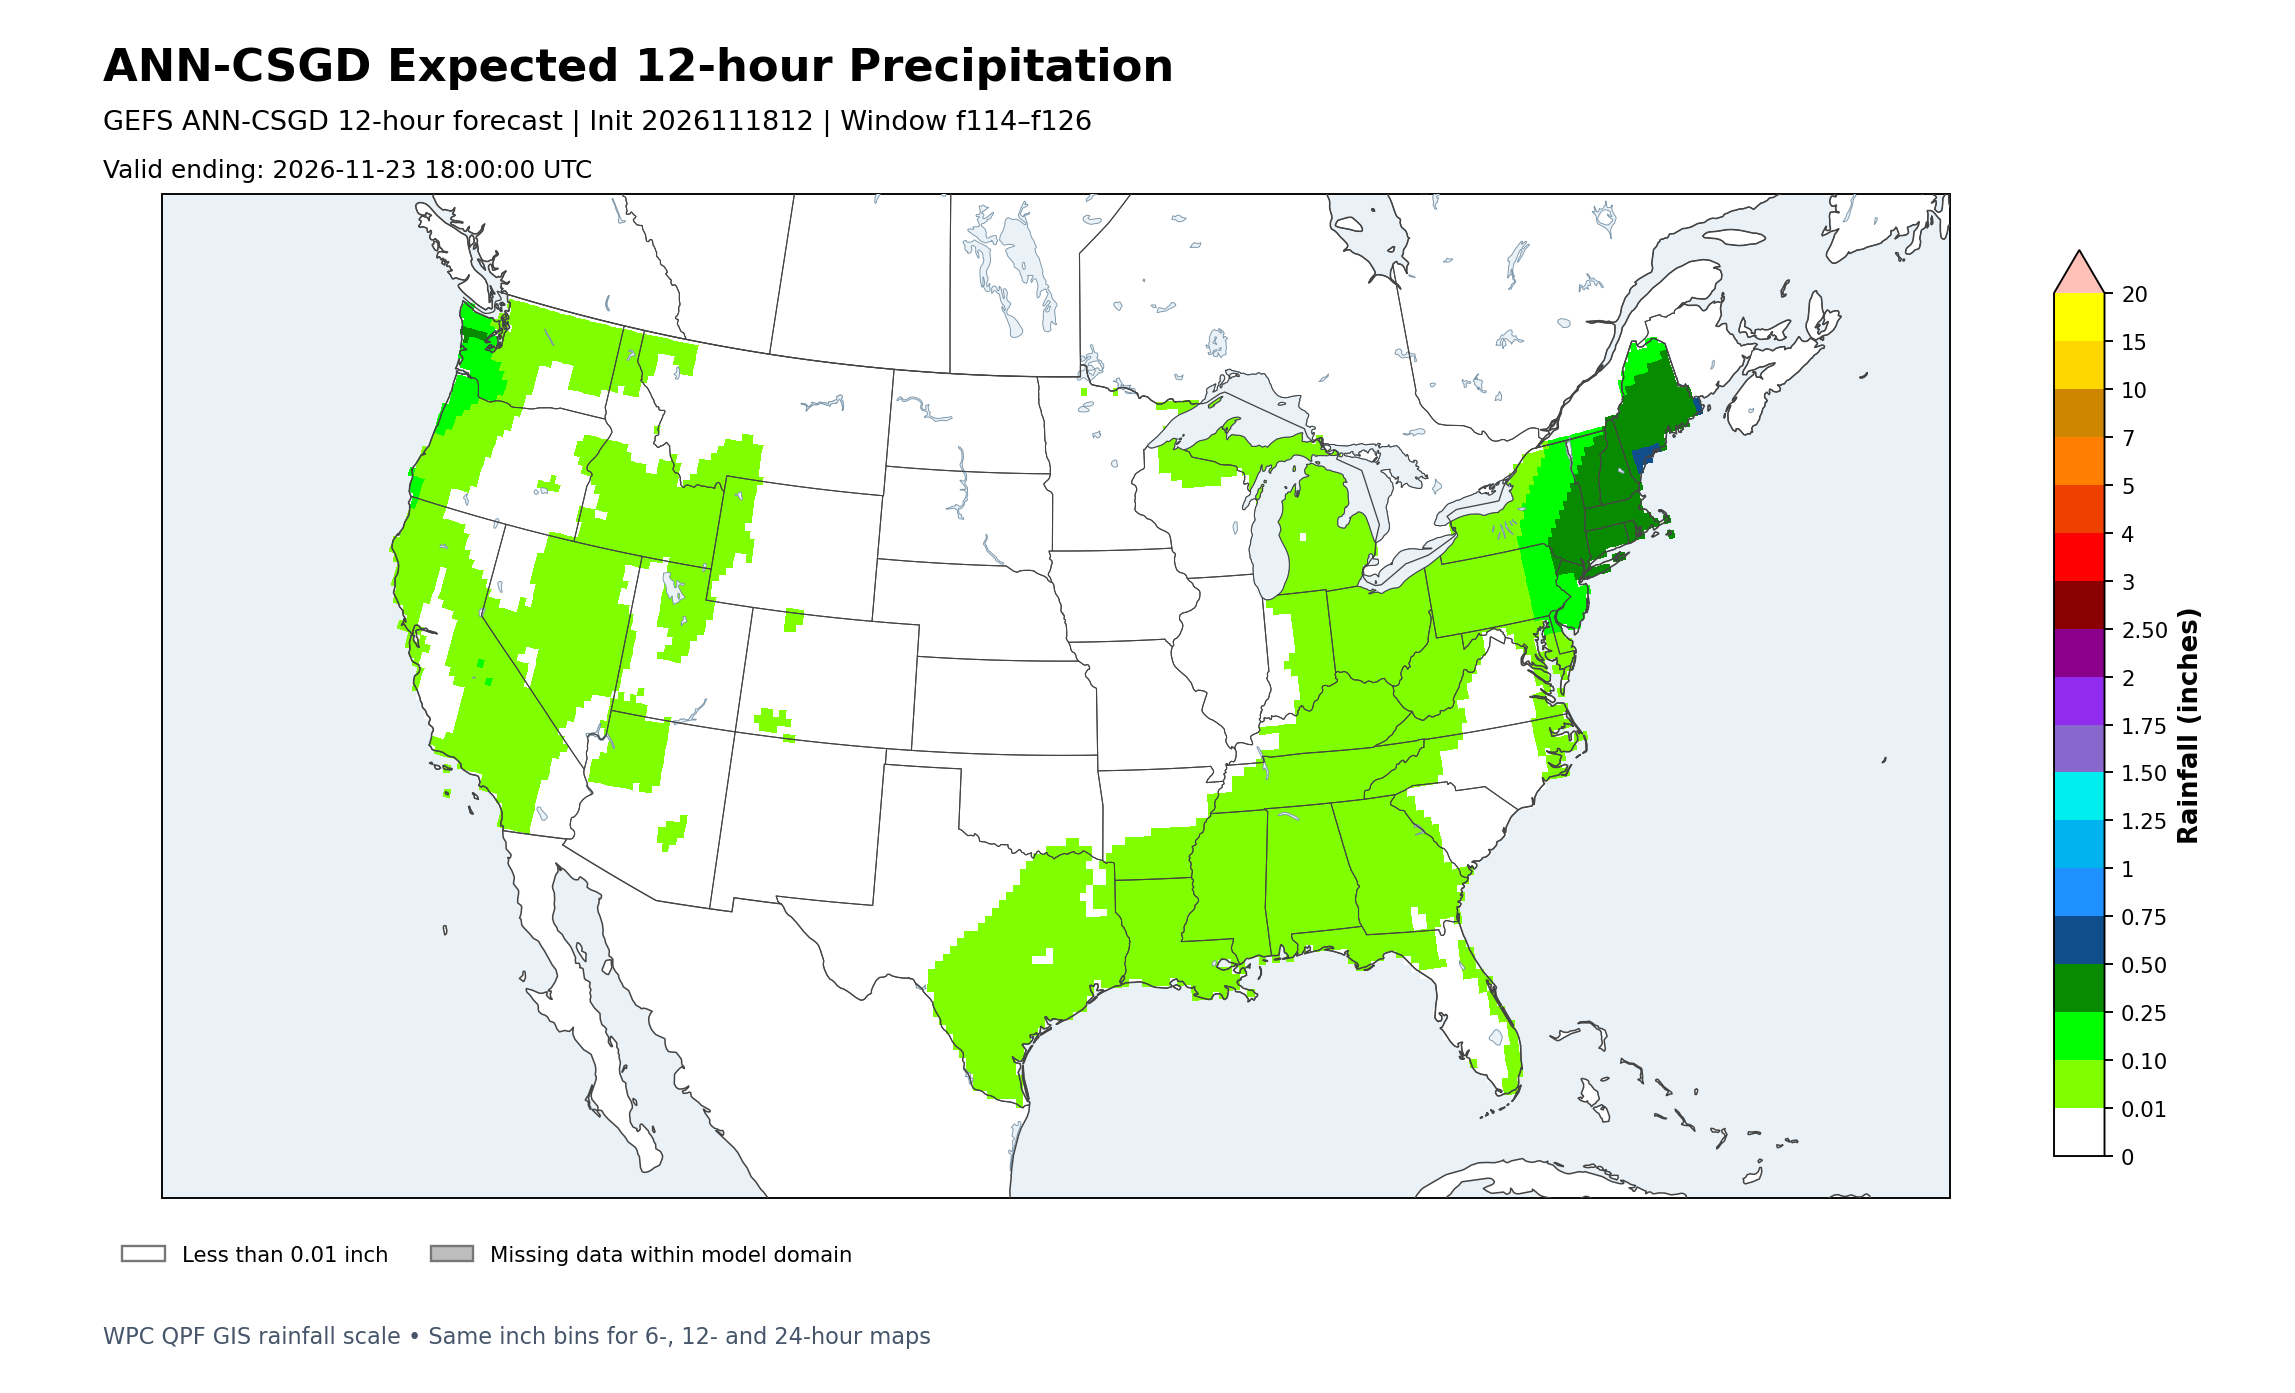 ANN-CSGD Expected 12-hour Precipitation
GEFS ANN-CSGD 12-hour forecast | Init 2026111812 | Window f114–f126
Valid ending: 2026-11-23 18:00:00 UTC
20
15
10
7
5
4
3
2.50
2
1.75
1.50
1.25
1
0.75
0.50
0.25
0.10
0.01
0
Rainfall (inches)
Less than 0.01 inch
Missing data within model domain
WPC QPF GIS rainfall scale • Same inch bins for 6-, 12- and 24-hour maps